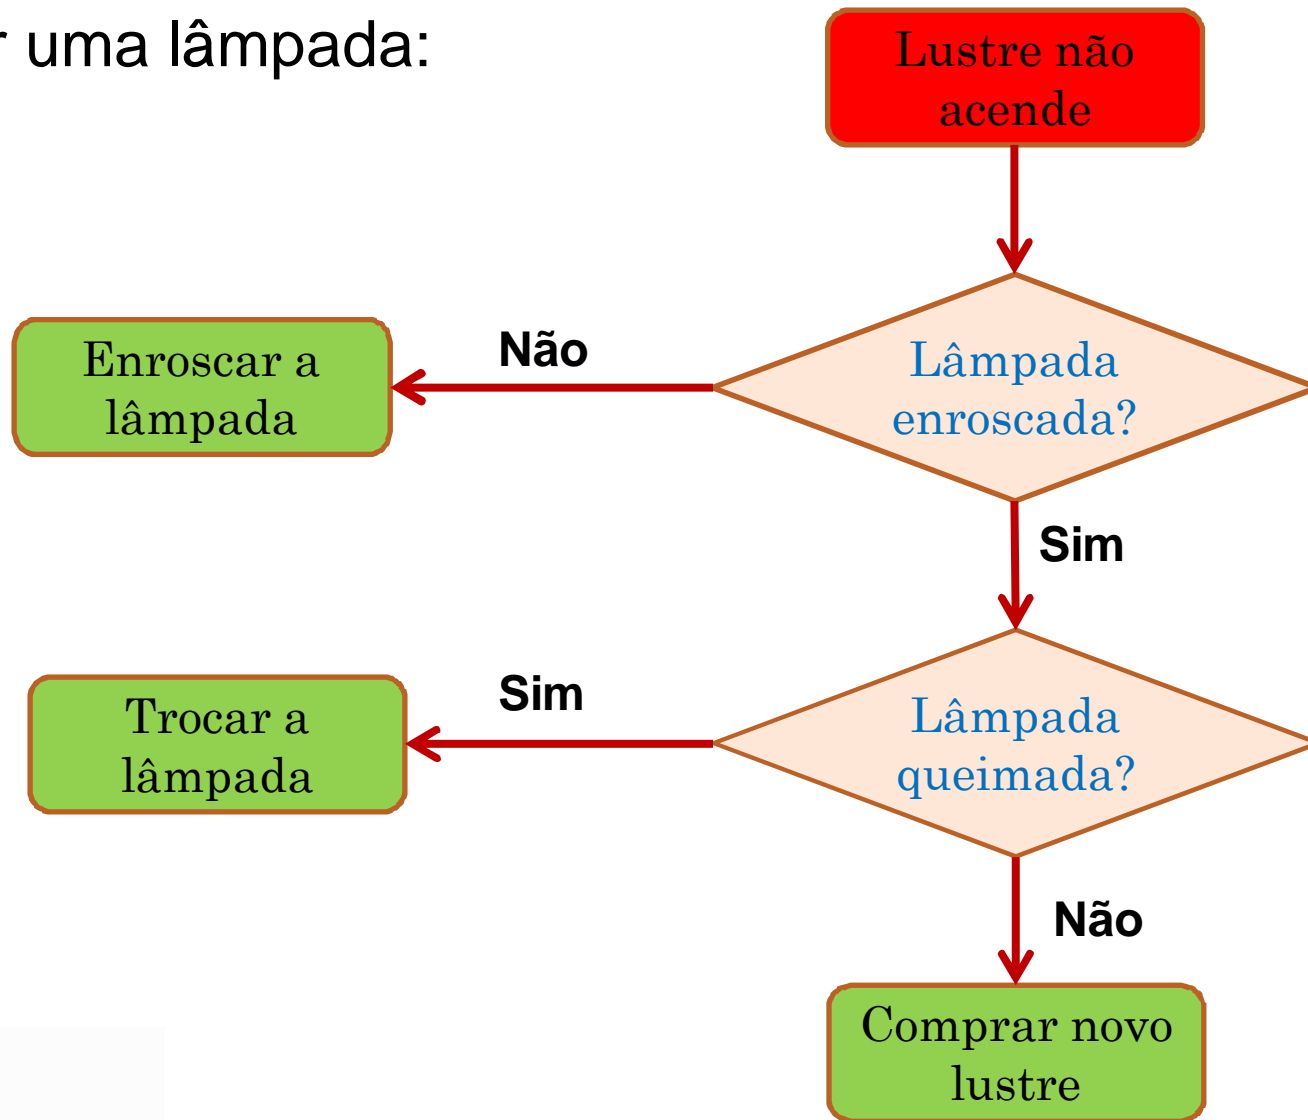 r uma lâmpada:
Lustre não
acende
Não
Enroscar a
lâmpada
Lâmpada
enroscada?
Sim
Sim
Trocar a
lâmpada
Lâmpada
queimada?
Não
Comprar novo
lustre